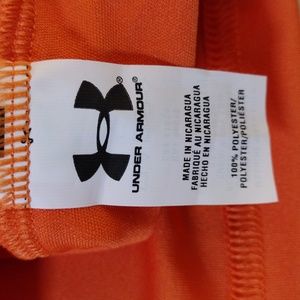 UNDER ARMOUR®
MADE IN NICARAGUA
FABRIQUÉ AU NICARAGUA
HECHO EN NICARAGUA
100% POLYESTER/
POLYESTER/POLIÉSTER